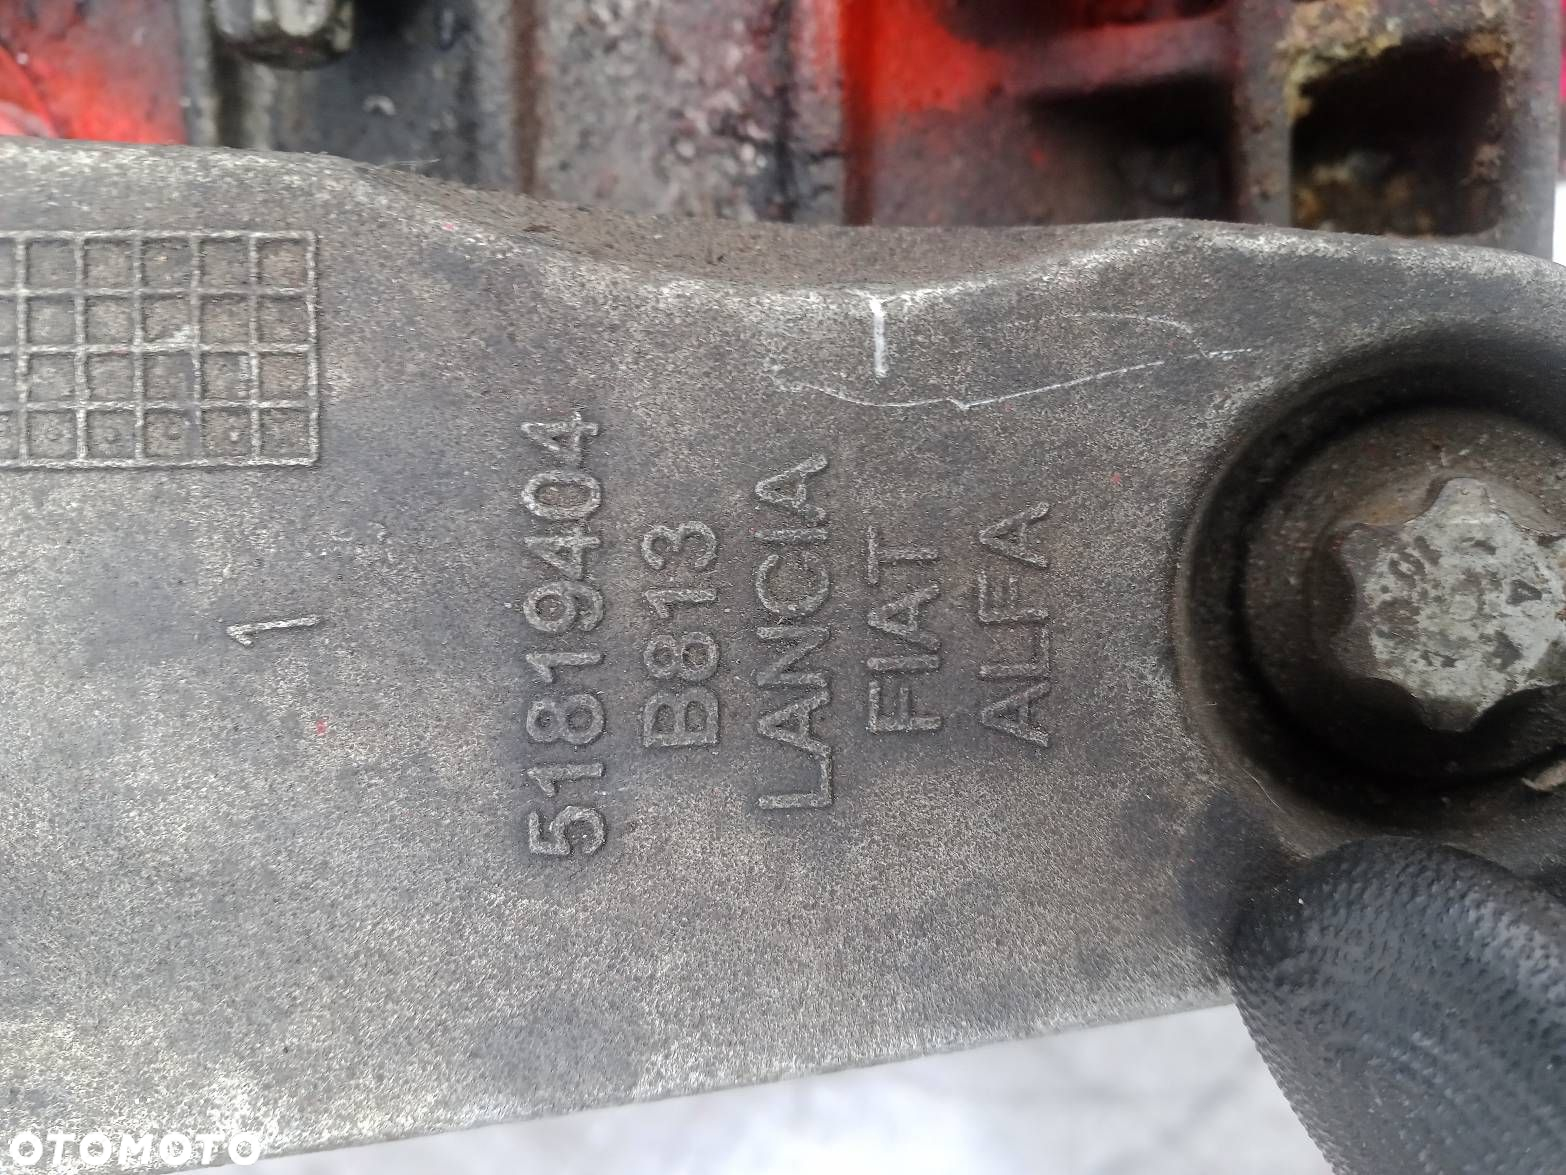 1
51819404
B813
LANCIA
FIAT
ALFA
OTOMOTO